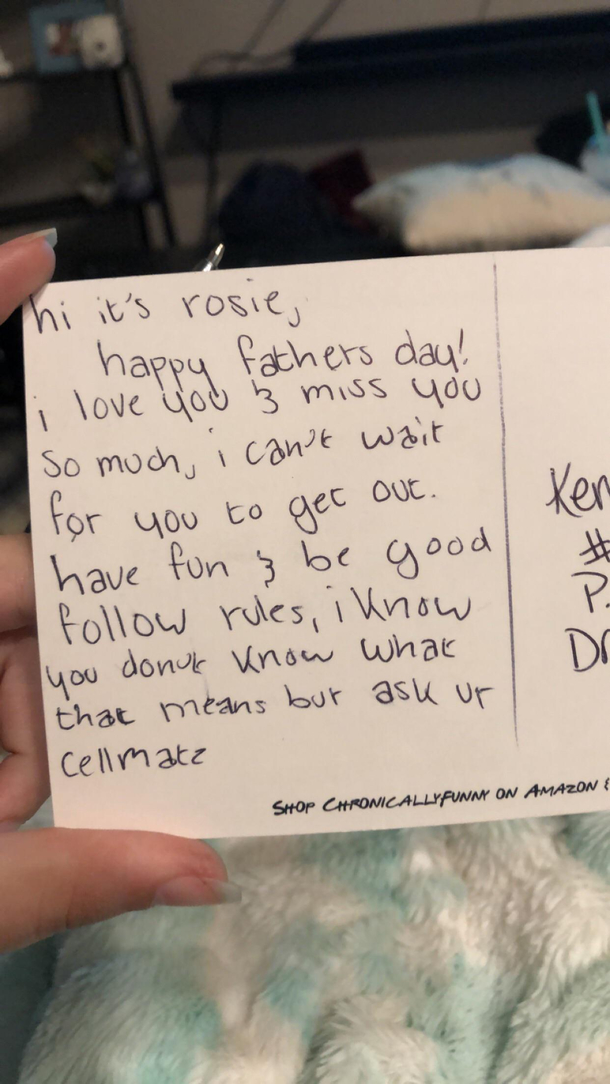 hi it's rosie,
happy fathers day!
i love you & miss you
so much, i can't wait
for you to get out.
have fun & be good
follow rules, i know
you don't know what
that means but ask ur
cellmate
Ken
#
P.
Dr
SHOP CHRONICALLYFUNNY ON AMAZON &